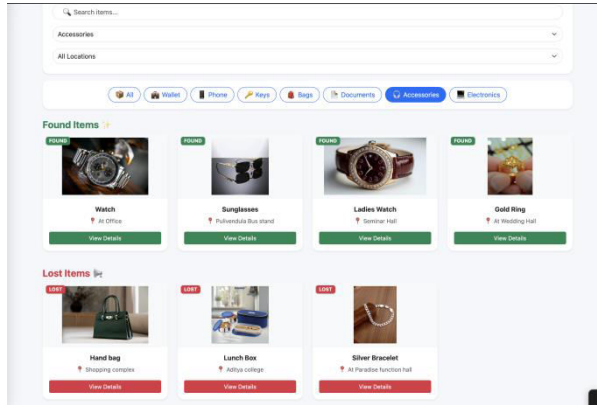 Search items...
Accessories
All Locations
All
Wallet
Phone
Keys
Bags
Documents
Accessories
Electronics
Found Items
FOUND
FOUND
FOUND
FOUND
Watch
Sunglasses
Ladies Watch
Gold Ring
At Office
Pulivendula Bus stand
Seminar Hall
At Wedding Hall
View Details
View Details
View Details
View Details
Lost Items
LOST
LOST
LOST
Hand bag
Lunch Box
Silver Bracelet
Shopping complex
Aditya college
At Paradise function hall
View Details
View Details
View Details